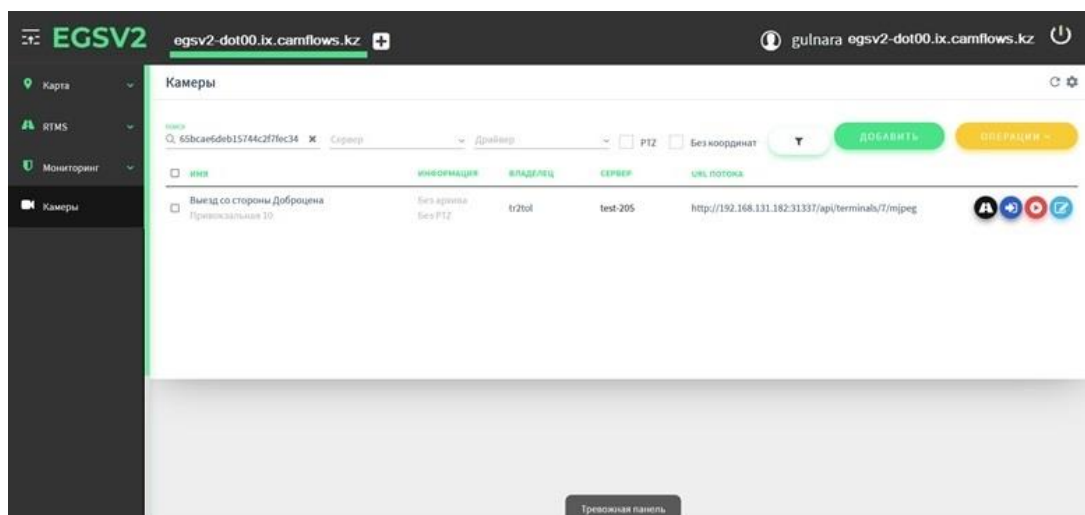 EGSV2
egsv2-dot00.ix.camflows.kz
gulnara egsv2-dot00.ix.camflows.kz
Карта
RTMS
Мониторинг
Камеры
Камеры
поиск
65bcae6deb15744c2f7fec34 Сервер Драйвер PTZ Без координат ДОБАВИТЬ ОПЕРАЦИИ
ИМЯ ИНФОРМАЦИЯ ВЛАДЕЛЕЦ СЕРВЕР URL ПОТОКА
Выезд со стороны Доброцена Без архива tr2tol test-205 http://192.168.131.182:31337/api/terminals/7/mjpeg
Привокзальная 10 Без PTZ
Тревожная панель